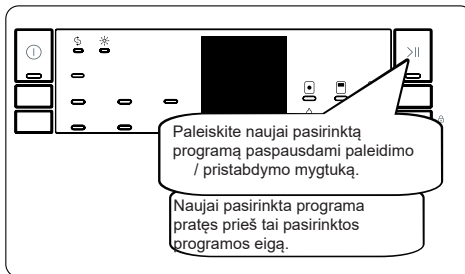 Paleiskite naujai pasirinktą
programą paspausdami paleidimo
/ pristabdymo mygtuką.
Naujai pasirinkta programa
pratęs prieš tai pasirinktos
programos eigą.